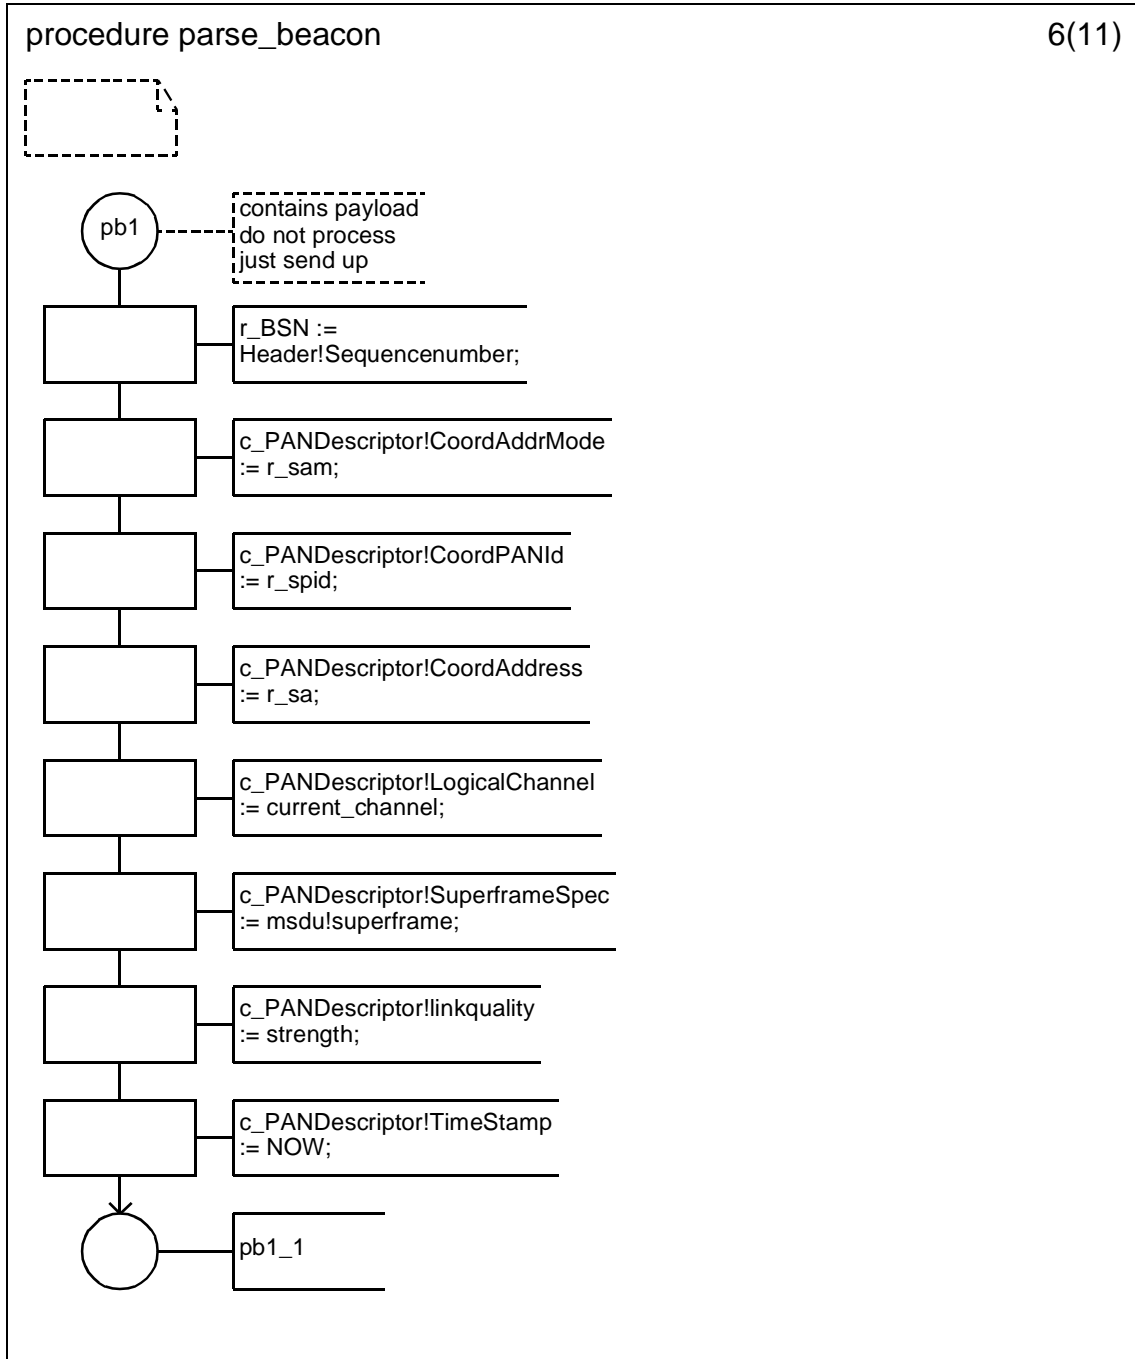 procedure parse_beacon
6(11)
pb1
contains payload
do not process
just send up
r_BSN :=
Header!Sequencenumber;
c_PANDescriptor!CoordAddrMode
:= r_sam;
c_PANDescriptor!CoordPANId
:= r_spid;
c_PANDescriptor!CoordAddress
:= r_sa;
c_PANDescriptor!LogicalChannel
:= current_channel;
c_PANDescriptor!SuperframeSpec
:= msdu!superframe;
c_PANDescriptor!linkquality
:= strength;
c_PANDescriptor!TimeStamp
:= NOW;
pb1_1